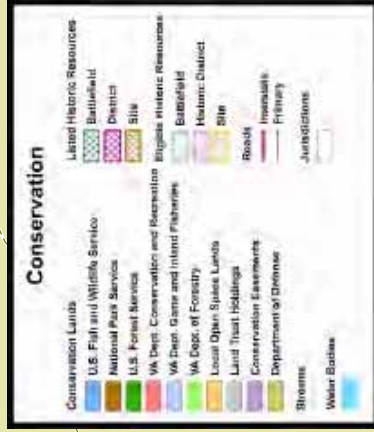 Conservation
Conservation Lands
U.S. Fish and Wildlife Service
National Park Service
U.S. Forest Service
VA Dept. Conservation and Recreation
VA Dept. Game and Inland Fisheries
VA Dept. of Forestry
Local Open Space Lands
Land Trust Holdings
Conservation Easements
Department of Defense
Streams
Water Bodies
Listed Historic Resources
Battlefield
District
Site
Eligible Historic Resources
Battlefield
Historic District
Site
Roads
Interstate
Primary
Jurisdictions